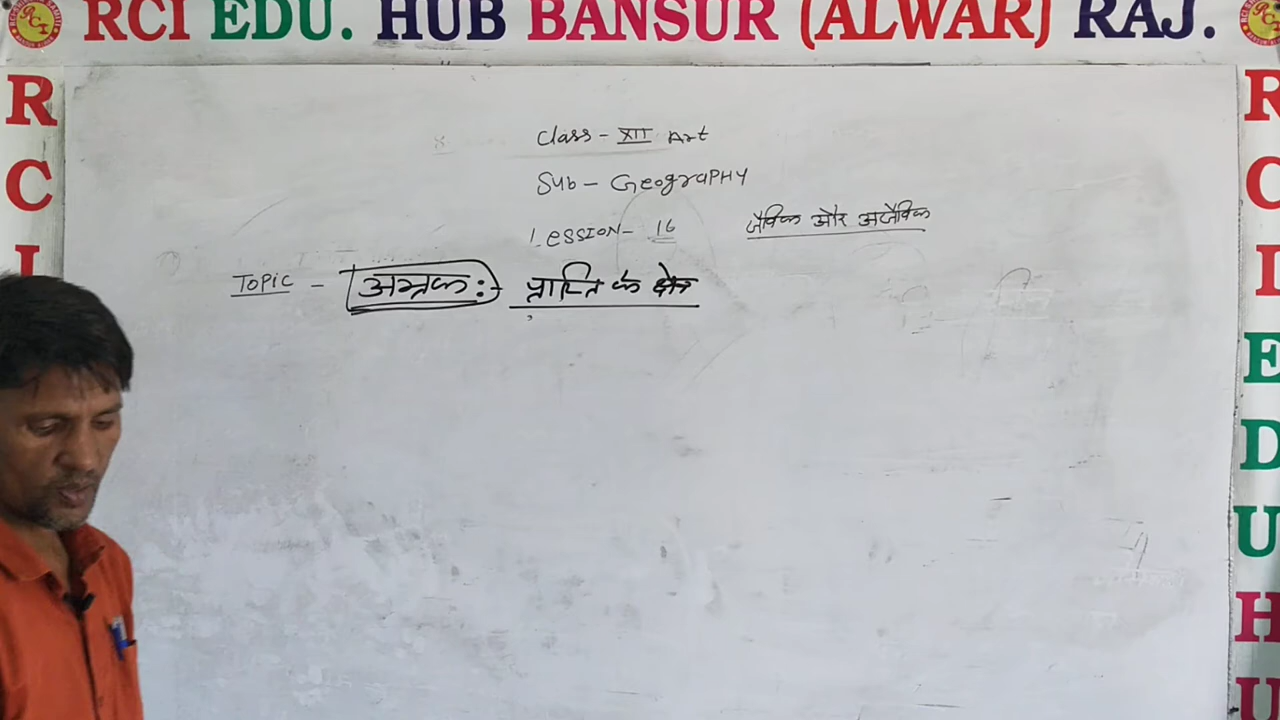 RCI EDU. HUB BANSUR (ALWAR) RAJ.
R
C
I
Class - XII Art
Sub - GeograPHY
LESSION - 16 जैविक और अजैविक
TOPIC - अभ्रक :- प्राप्ति के क्षेत्र
R
C
I
E
D
U
H
U